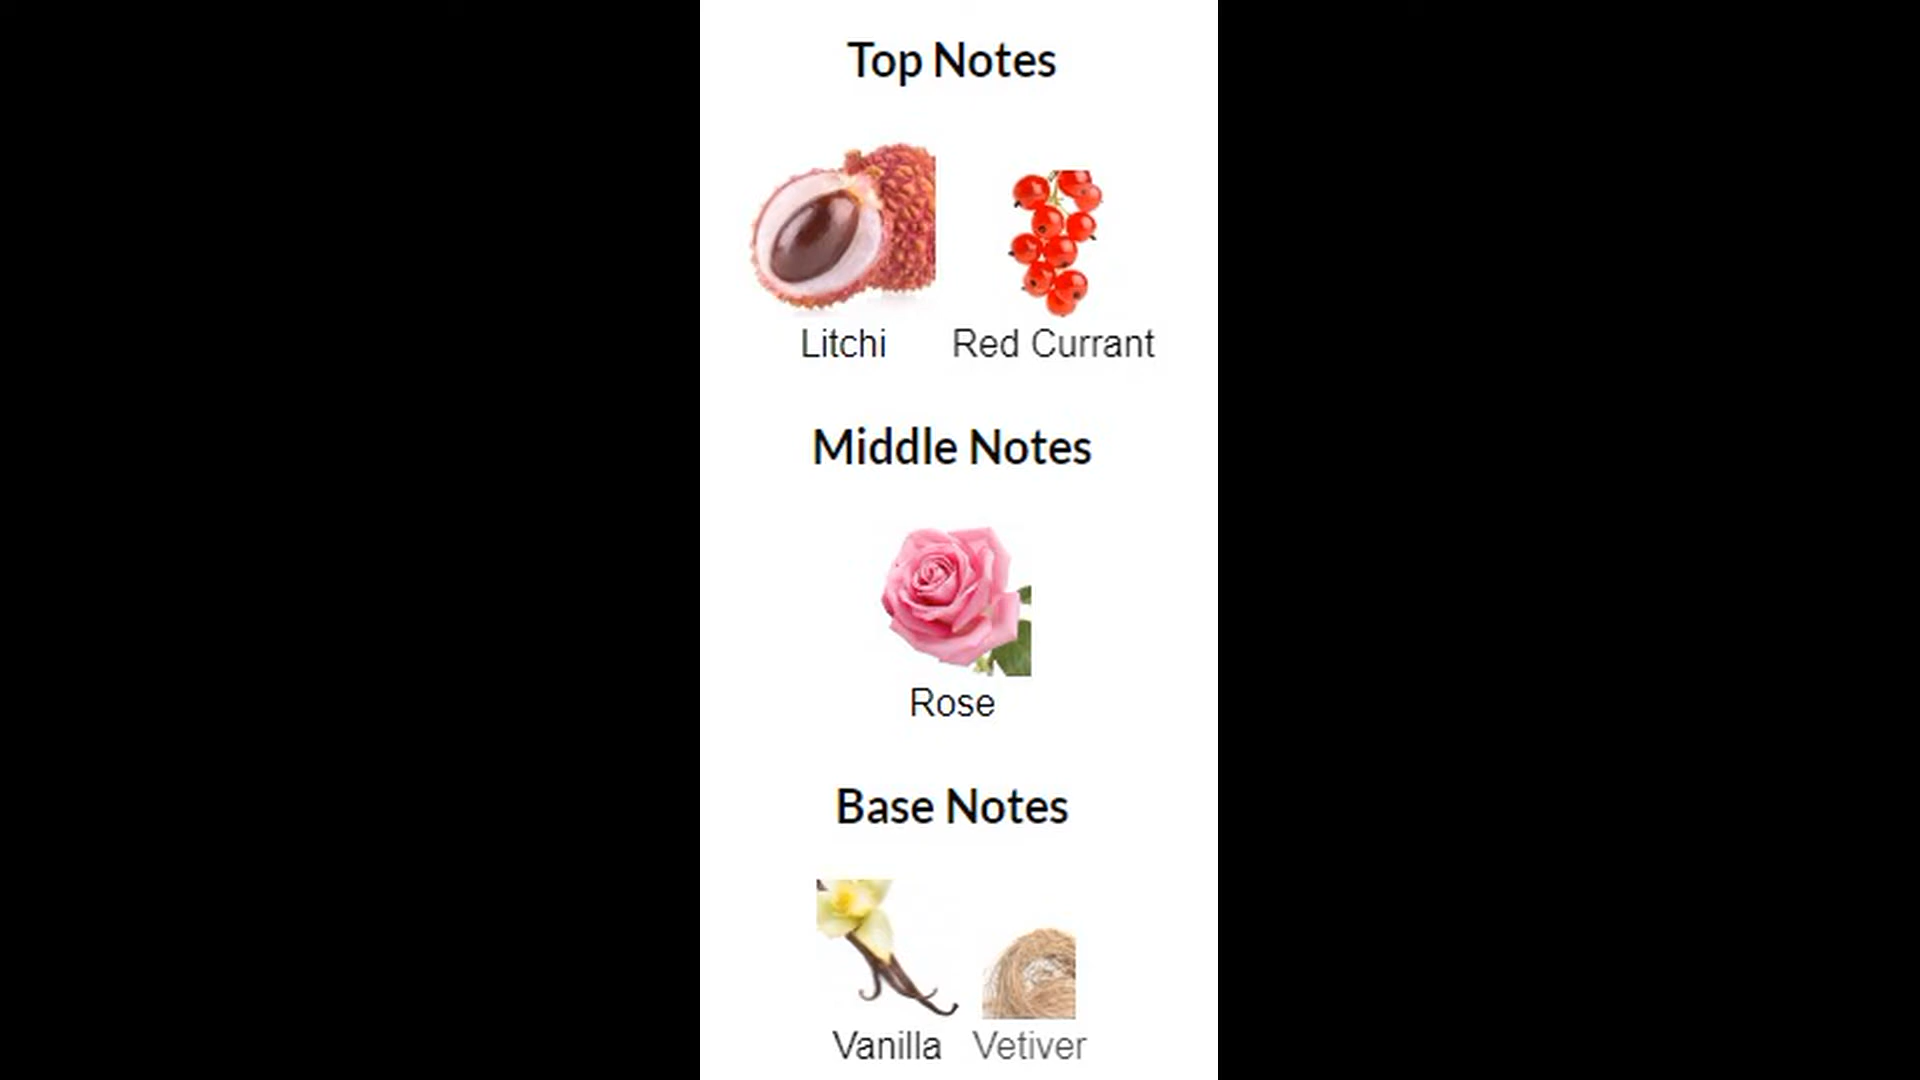 Top Notes
Litchi Red Currant
Middle Notes
Rose
Base Notes
Vanilla Vetiver